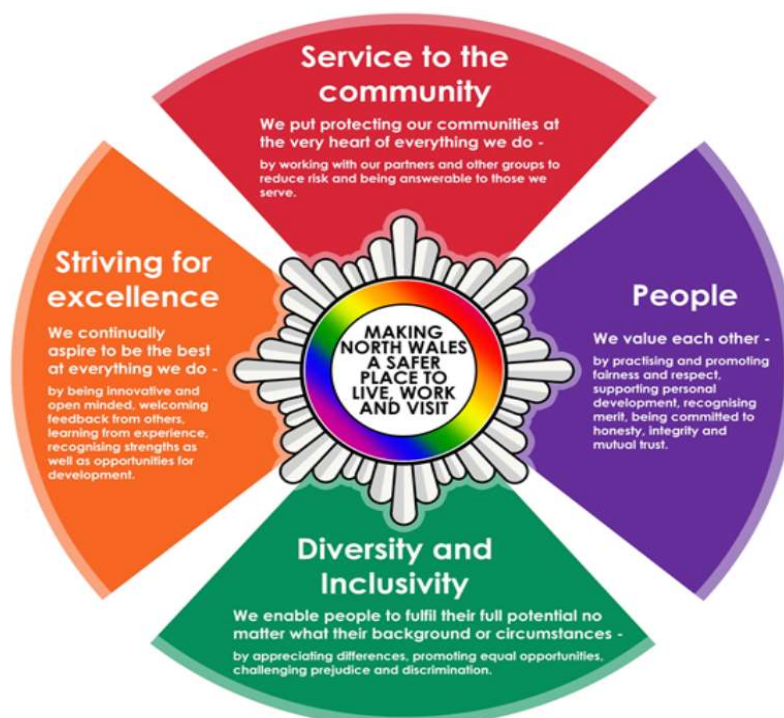 Service to the
community
We put protecting our communities at
the very heart of everything we do -
by working with our partners and other groups to
reduce risk and being answerable to those we
serve.
Striving for
excellence
We continually
aspire to be the best
at everything we do -
by being innovative and
open minded, welcoming
feedback from others,
learning from experience,
recognising strengths as
well as opportunities for
development.
MAKING
NORTH WALES
A SAFER
PLACE TO
LIVE, WORK
AND VISIT
People
We value each other -
by practising and promoting
fairness and respect,
supporting personal
development, recognising
merit, being committed to
honesty, integrity and
mutual trust.
Diversity and
Inclusivity
We enable people to fulfil their full potential no
matter what their background or circumstances -
by appreciating differences, promoting equal opportunities,
challenging prejudice and discrimination.